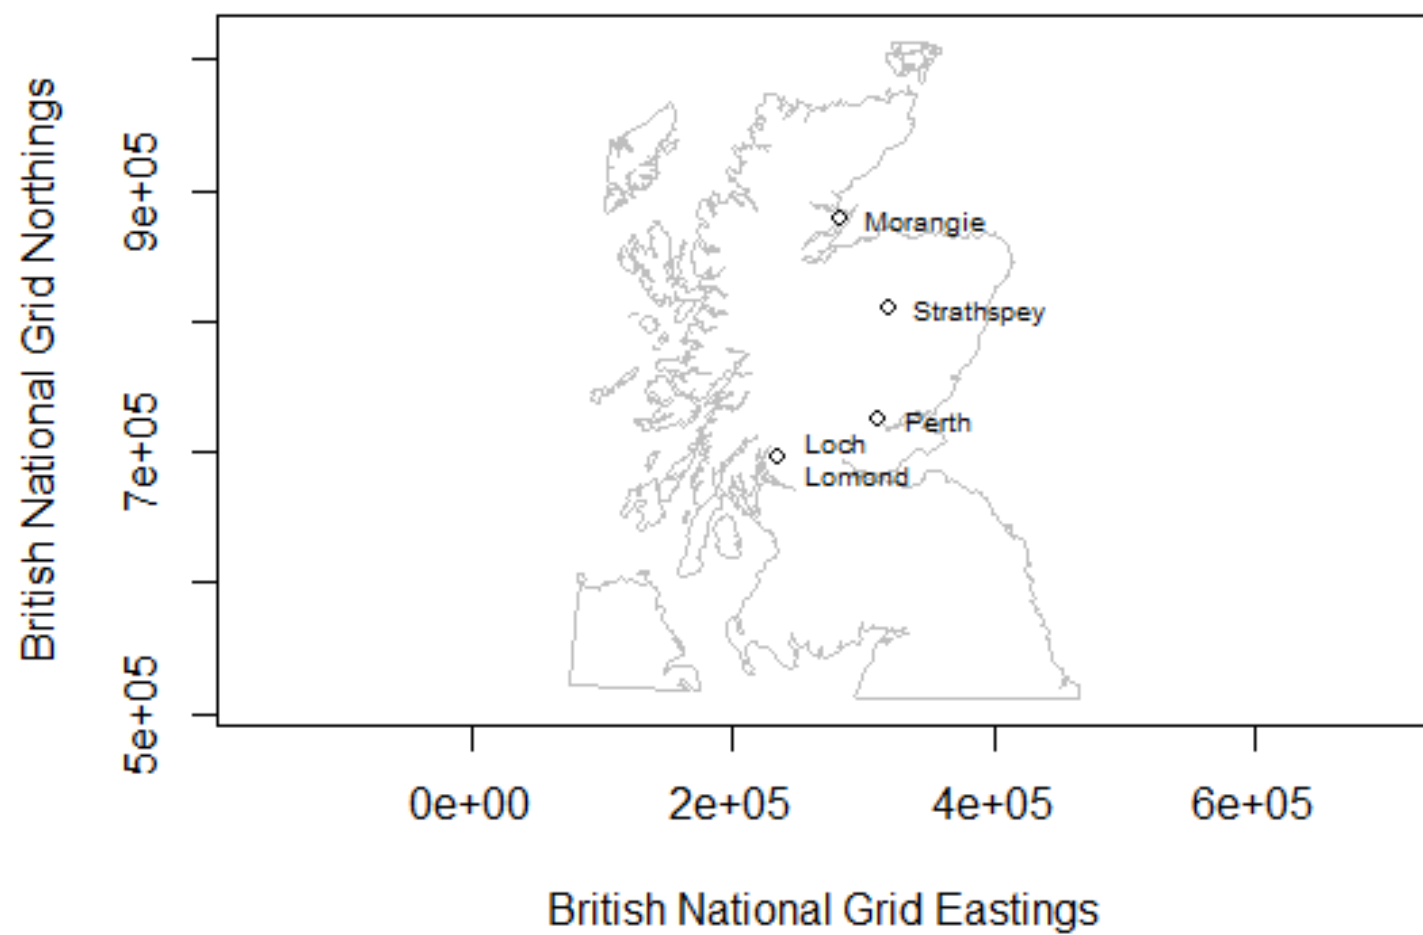 British National Grid Northings
9e+05
7e+05
5e+05
Morangie
Strathspey
Perth
Loch
Lomond
0e+00
2e+05
4e+05
6e+05
British National Grid Eastings